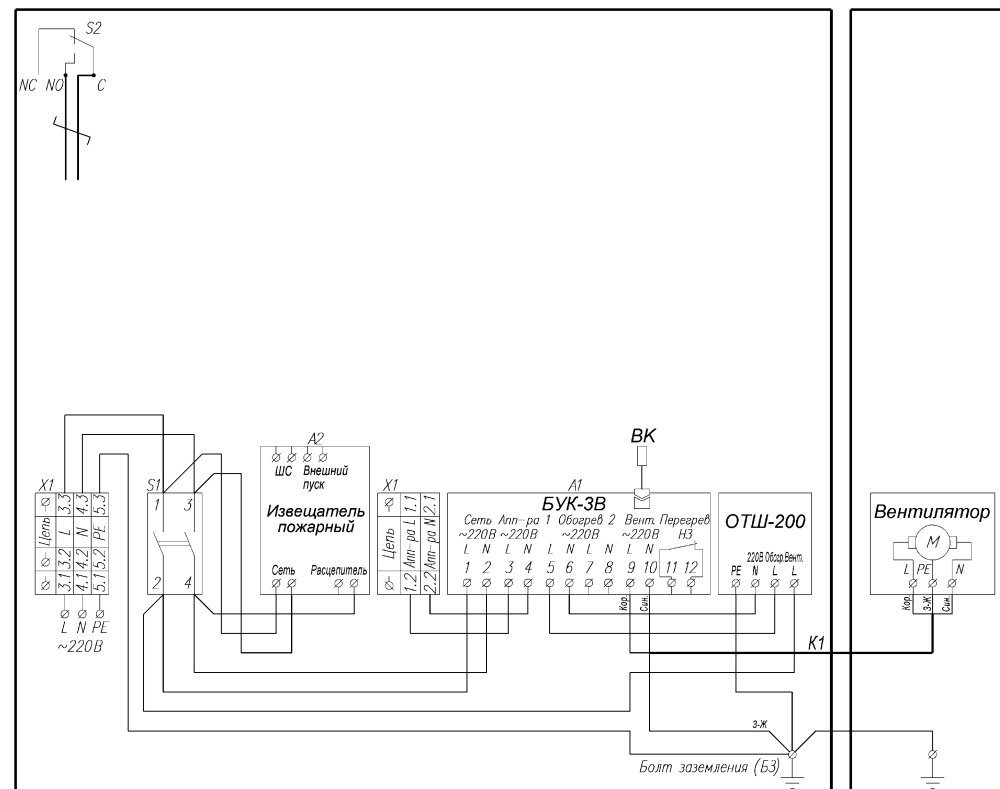 S2
NC NO C
BK
X1
Цепь
3.1 3.2 L 3.3
4.1 4.2 N 4.3
5.1 5.2 PE 5.3
L N PE
~220В
S1
1 3
2 4
A2
ШС Внешний
пуск
Извещатель
пожарный
Сеть Расцепитель
X1
Цепь
1.2 Апп-ра L 1.1
2.2 Апп-ра N 2.1
A1
БУК-3В
Сеть Апп-ра 1 Обогрев 2 Вент. Перегрев
~220В ~220В ~220В ~220В НЗ
L N L N L N L N L N
1 2 3 4 5 6 7 8 9 10 11 12
Кор. Син.
ОТШ-200
220В Обогр. Вент.
PE N L L
Вентилятор
M
L PE N
Кор. З-Ж Син.
K1
З-Ж
Болт заземления (БЗ)